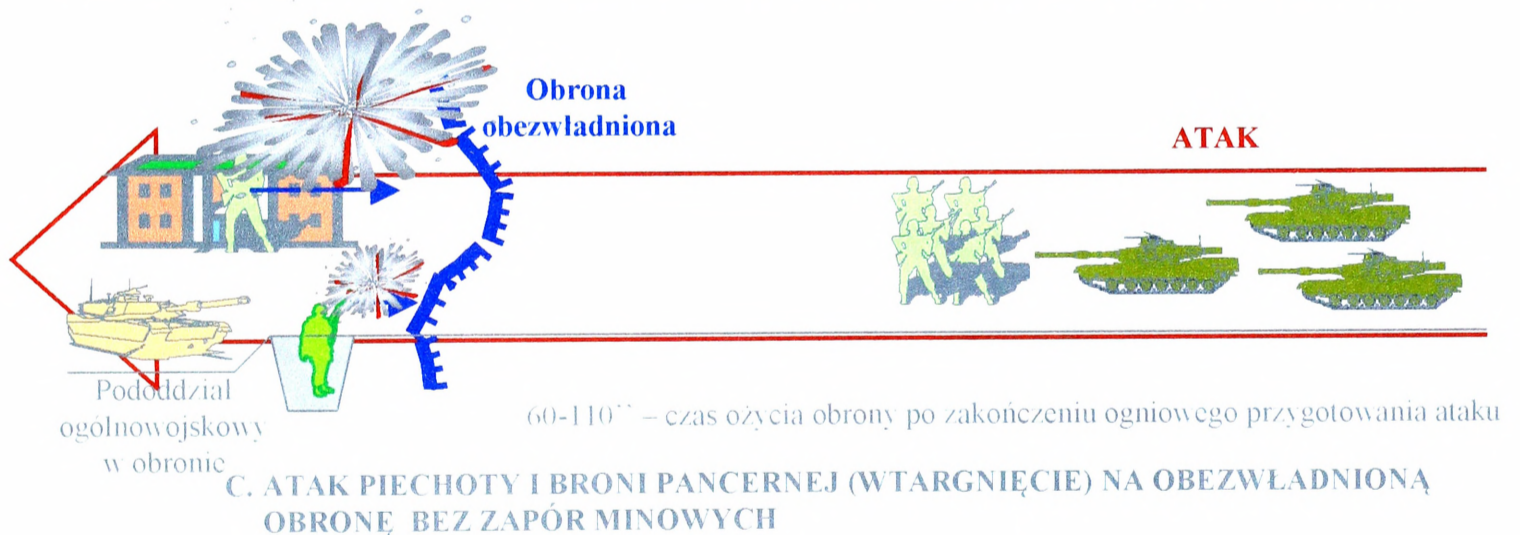 Obrona
obezwładniona
ATAK
Pododdział
ogólnowojskowy
w obronie
60-110`` – czas ożycia obrony po zakończeniu ogniowego przygotowania ataku
C. ATAK PIECHOTY I BRONI PANCERNEJ (WTARGNIĘCIE) NA OBEZWŁADNIONĄ
OBRONĘ BEZ ZAPÓR MINOWYCH